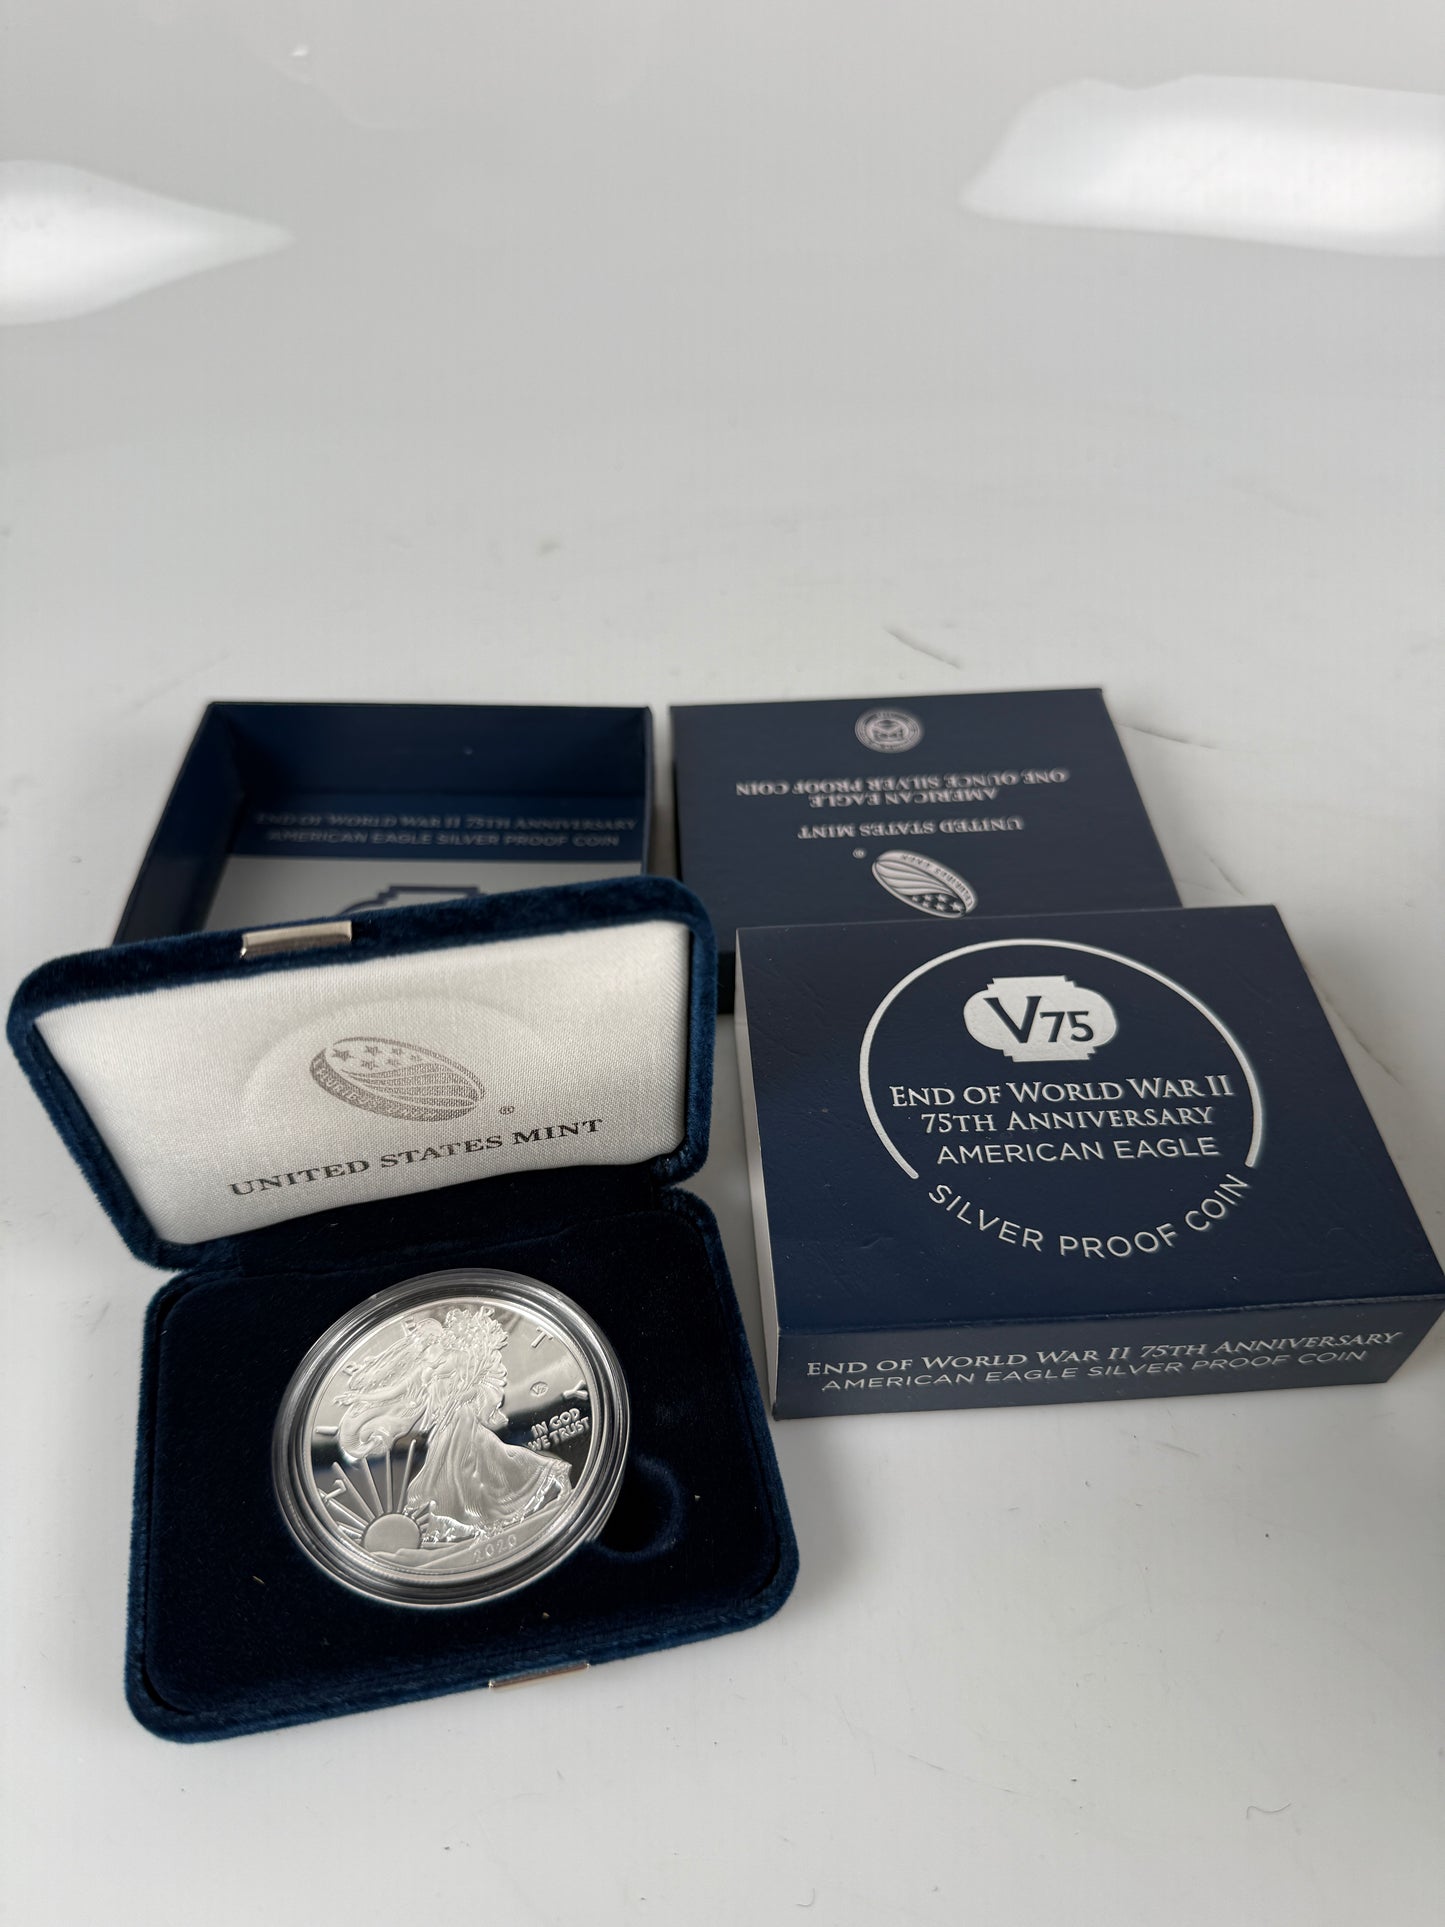 END OF WORLD WAR II 75TH ANNIVERSARY
AMERICAN EAGLE SILVER PROOF COIN
UNITED STATES MINT
AMERICAN EAGLE
ONE OUNCE SILVER PROOF COIN
®
UNITED STATES MINT
V75
END OF WORLD WAR II
75TH ANNIVERSARY
AMERICAN EAGLE
SILVER PROOF COIN
END OF WORLD WAR II 75TH ANNIVERSARY
AMERICAN EAGLE SILVER PROOF COIN
®
LIBERTY
V75
IN GOD
WE TRUST
2020